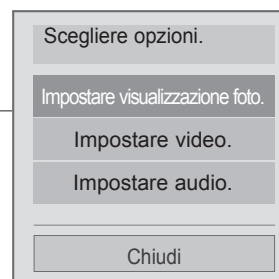 Scegliere opzioni.
Impostare visualizzazione foto.
Impostare video.
Impostare audio.
Chiudi